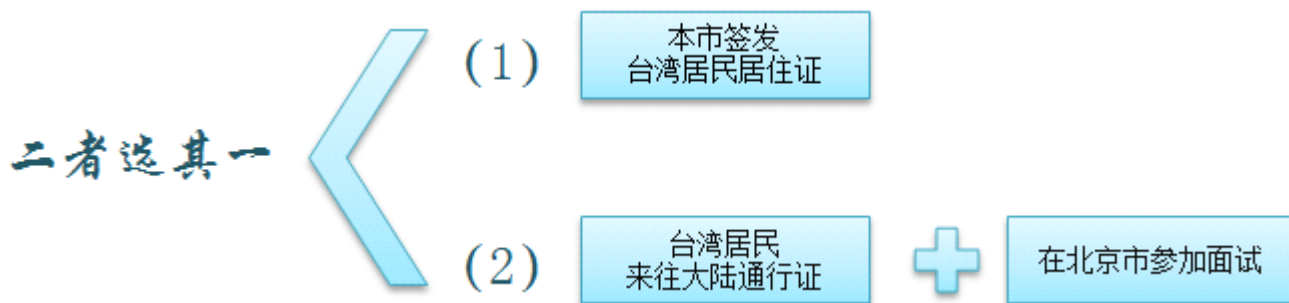 (1)
本市签发
台湾居民居住证
二者选其一
(2)
台湾居民
来往大陆通行证
在北京市参加面试